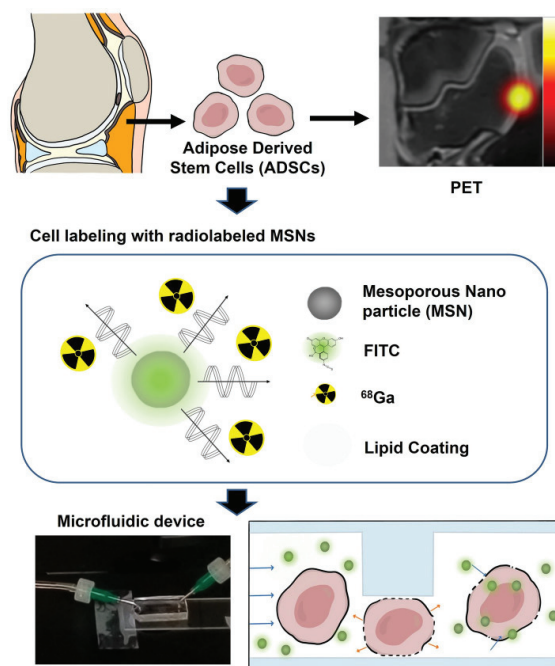 Adipose Derived
Stem Cells (ADSCs)
PET
Cell labeling with radiolabeled MSNs
Mesoporous Nano
particle (MSN)
FITC
⁶⁸Ga
Lipid Coating
Microfluidic device